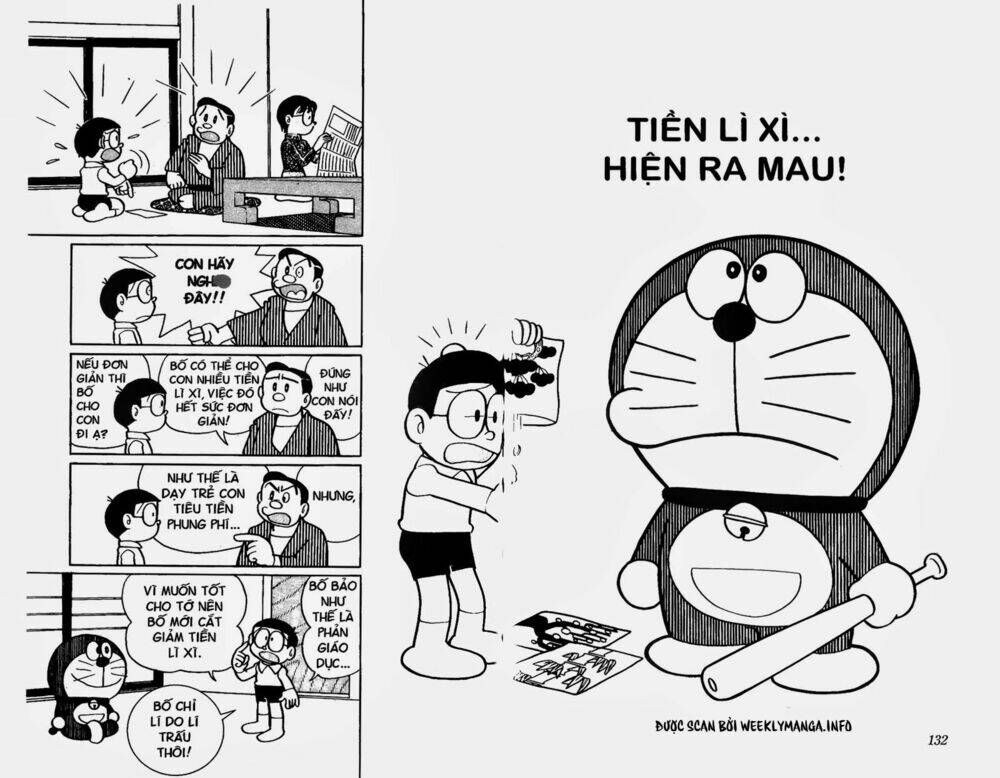 TIỀN LÌ XÌ...
HIỆN RA MAU!
ĐƯỢC SCAN BỞI WEEKLYMANGA.INFO
132
CON HÃY
ĐÂY!!
ĐÚNG
NHƯ
CON NÓI
ĐẤY!
BỐ CÓ THỂ CHO
CON NHIỀU TIỀN
LÌ XÌ, VIỆC ĐÓ
HẾT SỨC ĐƠN
GIẢN!
NẾU ĐƠN
GIẢN THÌ
BỐ
CHO
CON
ĐI Ạ?
NHƯNG,
NHƯ THẾ LÀ
DẠY TRẺ CON
TIÊU TIỀN
PHUNG PHÍ...
BỐ BẢO
NHƯ
THẾ LÀ
PHẢN
GIÁO
DỤC...
VÌ MUỐN TỐT
CHO TỚ NÊN
BỐ MỚI CẮT
GIẢM TIỀN
LÌ XÌ.
BỐ CHỈ
LÍ DO LÍ
TRẤU
THÔI!